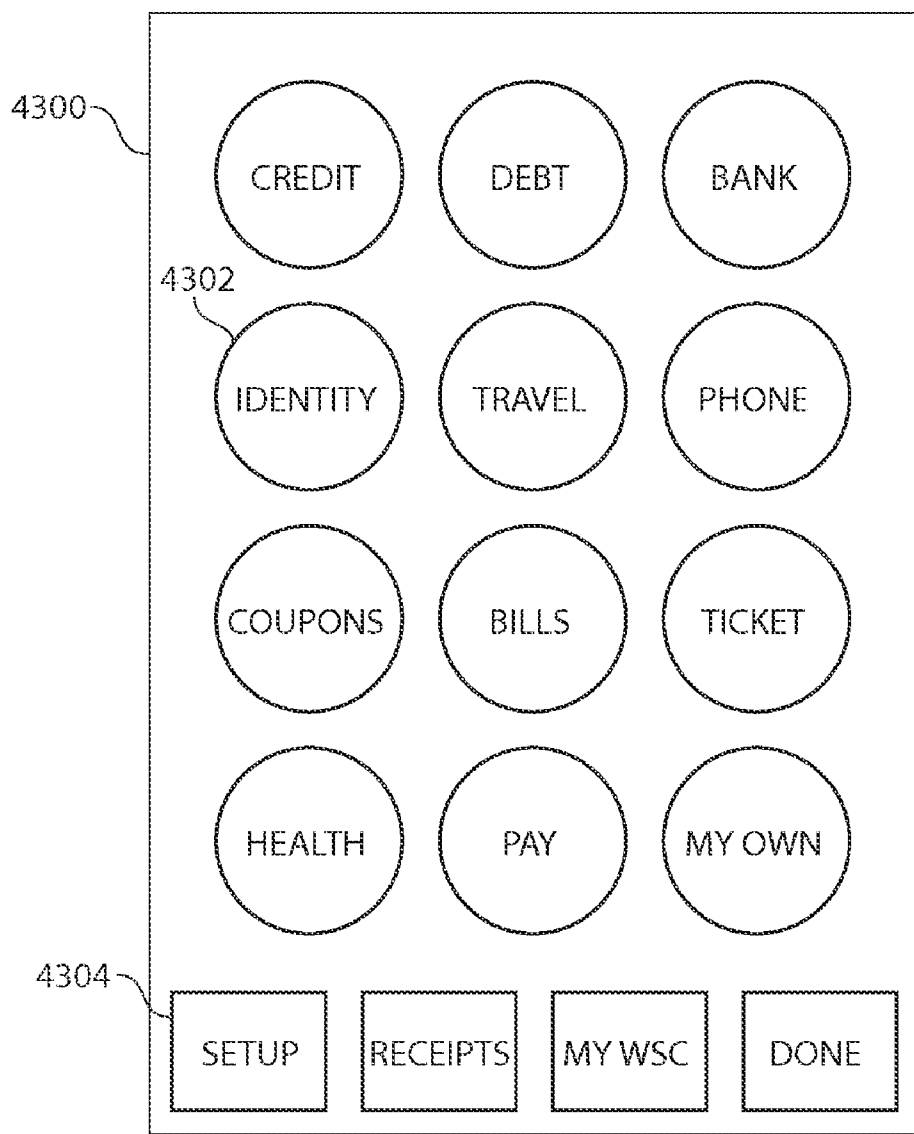 4300
CREDIT DEBT BANK
4302
IDENTITY TRAVEL PHONE
COUPONS BILLS TICKET
HEALTH PAY MY OWN
4304
SETUP RECEIPTS MY WSC DONE